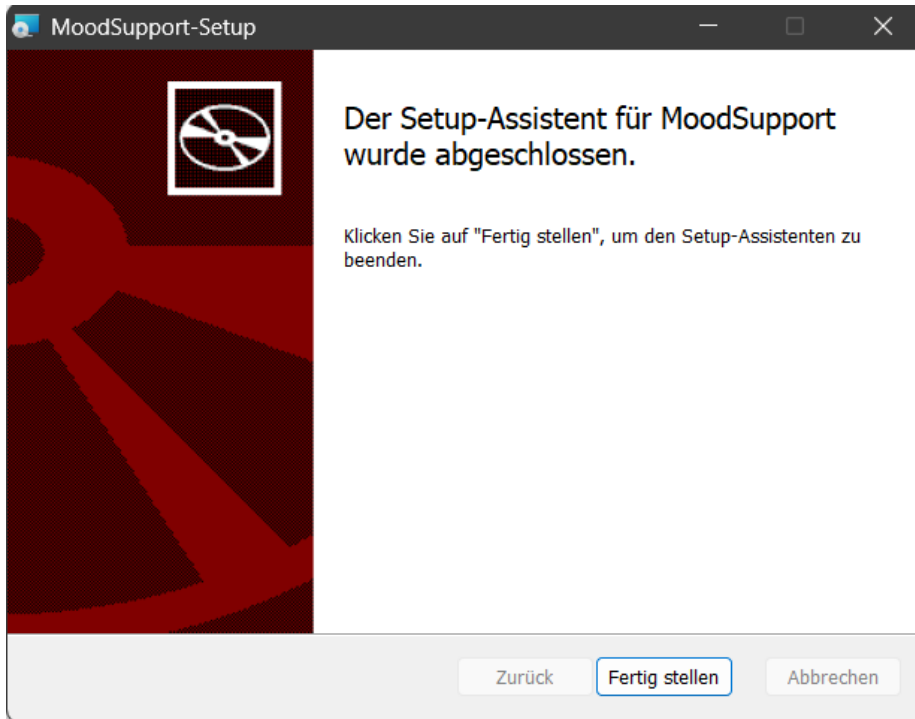 MoodSupport-Setup
Der Setup-Assistent für MoodSupport
wurde abgeschlossen.
Klicken Sie auf "Fertig stellen", um den Setup-Assistenten zu
beenden.
Zurück Fertig stellen Abbrechen